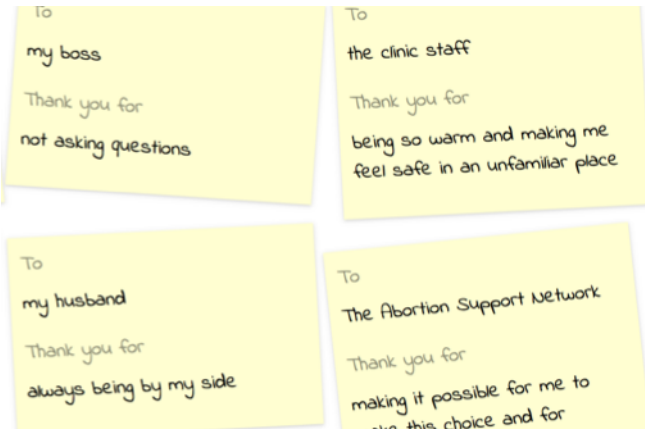 To
my boss
Thank you for
not asking questions
To
the clinic staff
Thank you for
being so warm and making me
feel safe in an unfamiliar place
To
my husband
Thank you for
always being by my side
To
The Abortion Support Network
Thank you for
making it possible for me to
this choice and for